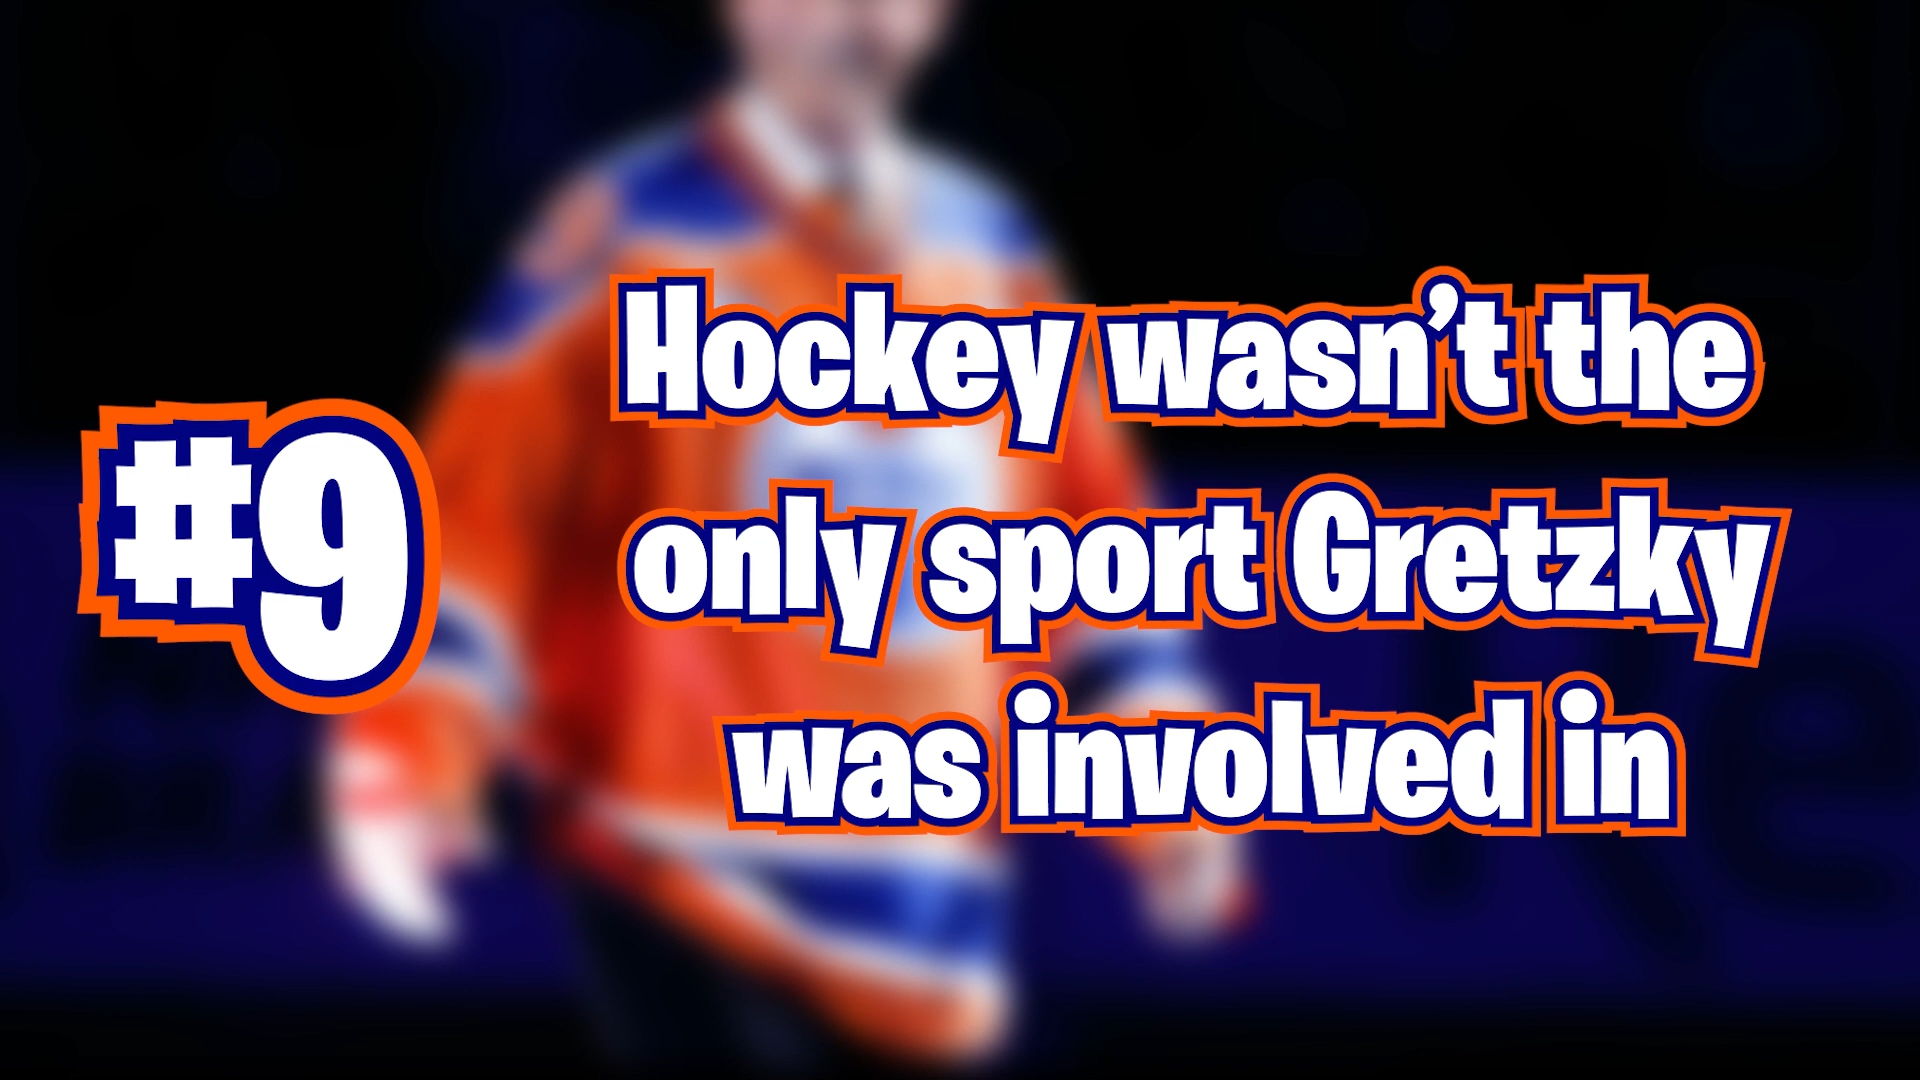 #9
Hockey wasn’t the
only sport Gretzky
was involved in